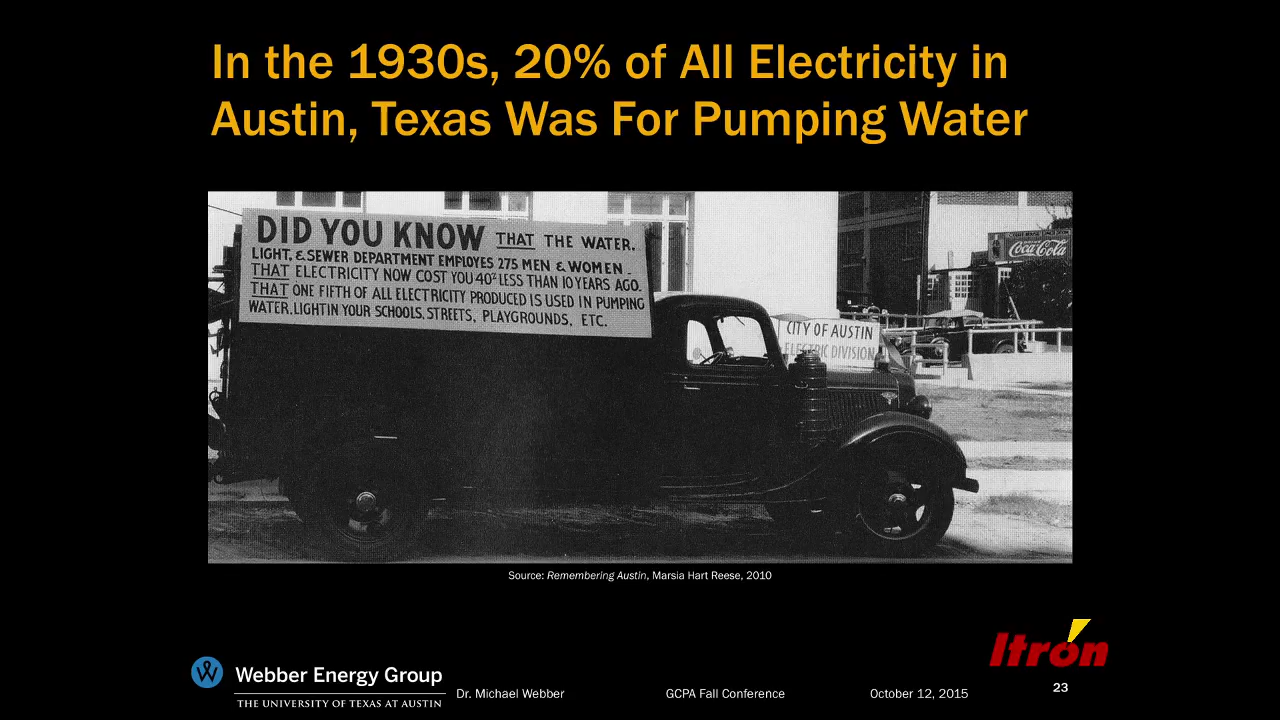 In the 1930s, 20% of All Electricity in
Austin, Texas Was For Pumping Water
DID YOU KNOW THAT THE WATER.
LIGHT, & SEWER DEPARTMENT EMPLOYES 275 MEN & WOMEN.
THAT ELECTRICITY NOW COST YOU 40% LESS THAN 10 YEARS AGO.
THAT ONE FIFTH OF ALL ELECTRICITY PRODUCED IS USED IN PUMPING
WATER. LIGHTIN YOUR SCHOOLS, STREETS, PLAYGROUNDS, ETC.
CITY OF AUSTIN
ELECTRIC DIVISION
Coca-Cola
Source: Remembering Austin, Marsia Hart Reese, 2010
Itron
Webber Energy Group
THE UNIVERSITY OF TEXAS AT AUSTIN
Dr. Michael Webber
GCPA Fall Conference
October 12, 2015
23